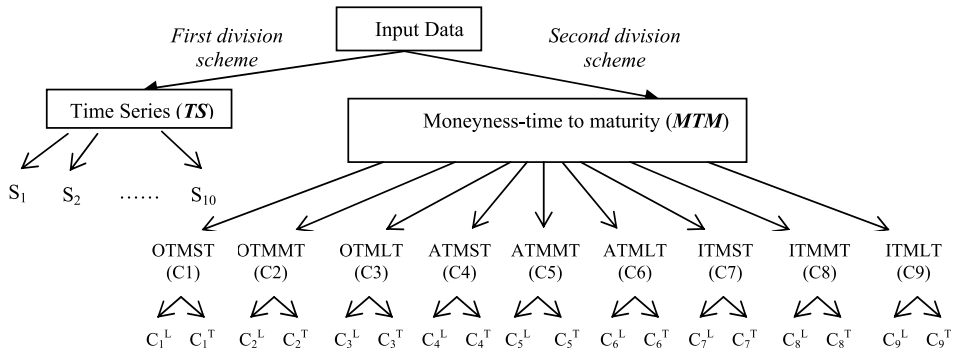 Input Data
First division
scheme
Second division
scheme
Time Series (TS)
Moneyness-time to maturity (MTM)
S1 S2 …… S10
OTMST OTMMT OTMLT ATMST ATMMT ATMLT ITMST ITMMT ITMLT
(C1) (C2) (C3) (C4) (C5) (C6) (C7) (C8) (C9)
C1L C1T C2L C2T C3L C3T C4L C4T C5L C5T C6L C6T C7L C7T C8L C8T C9L C9T